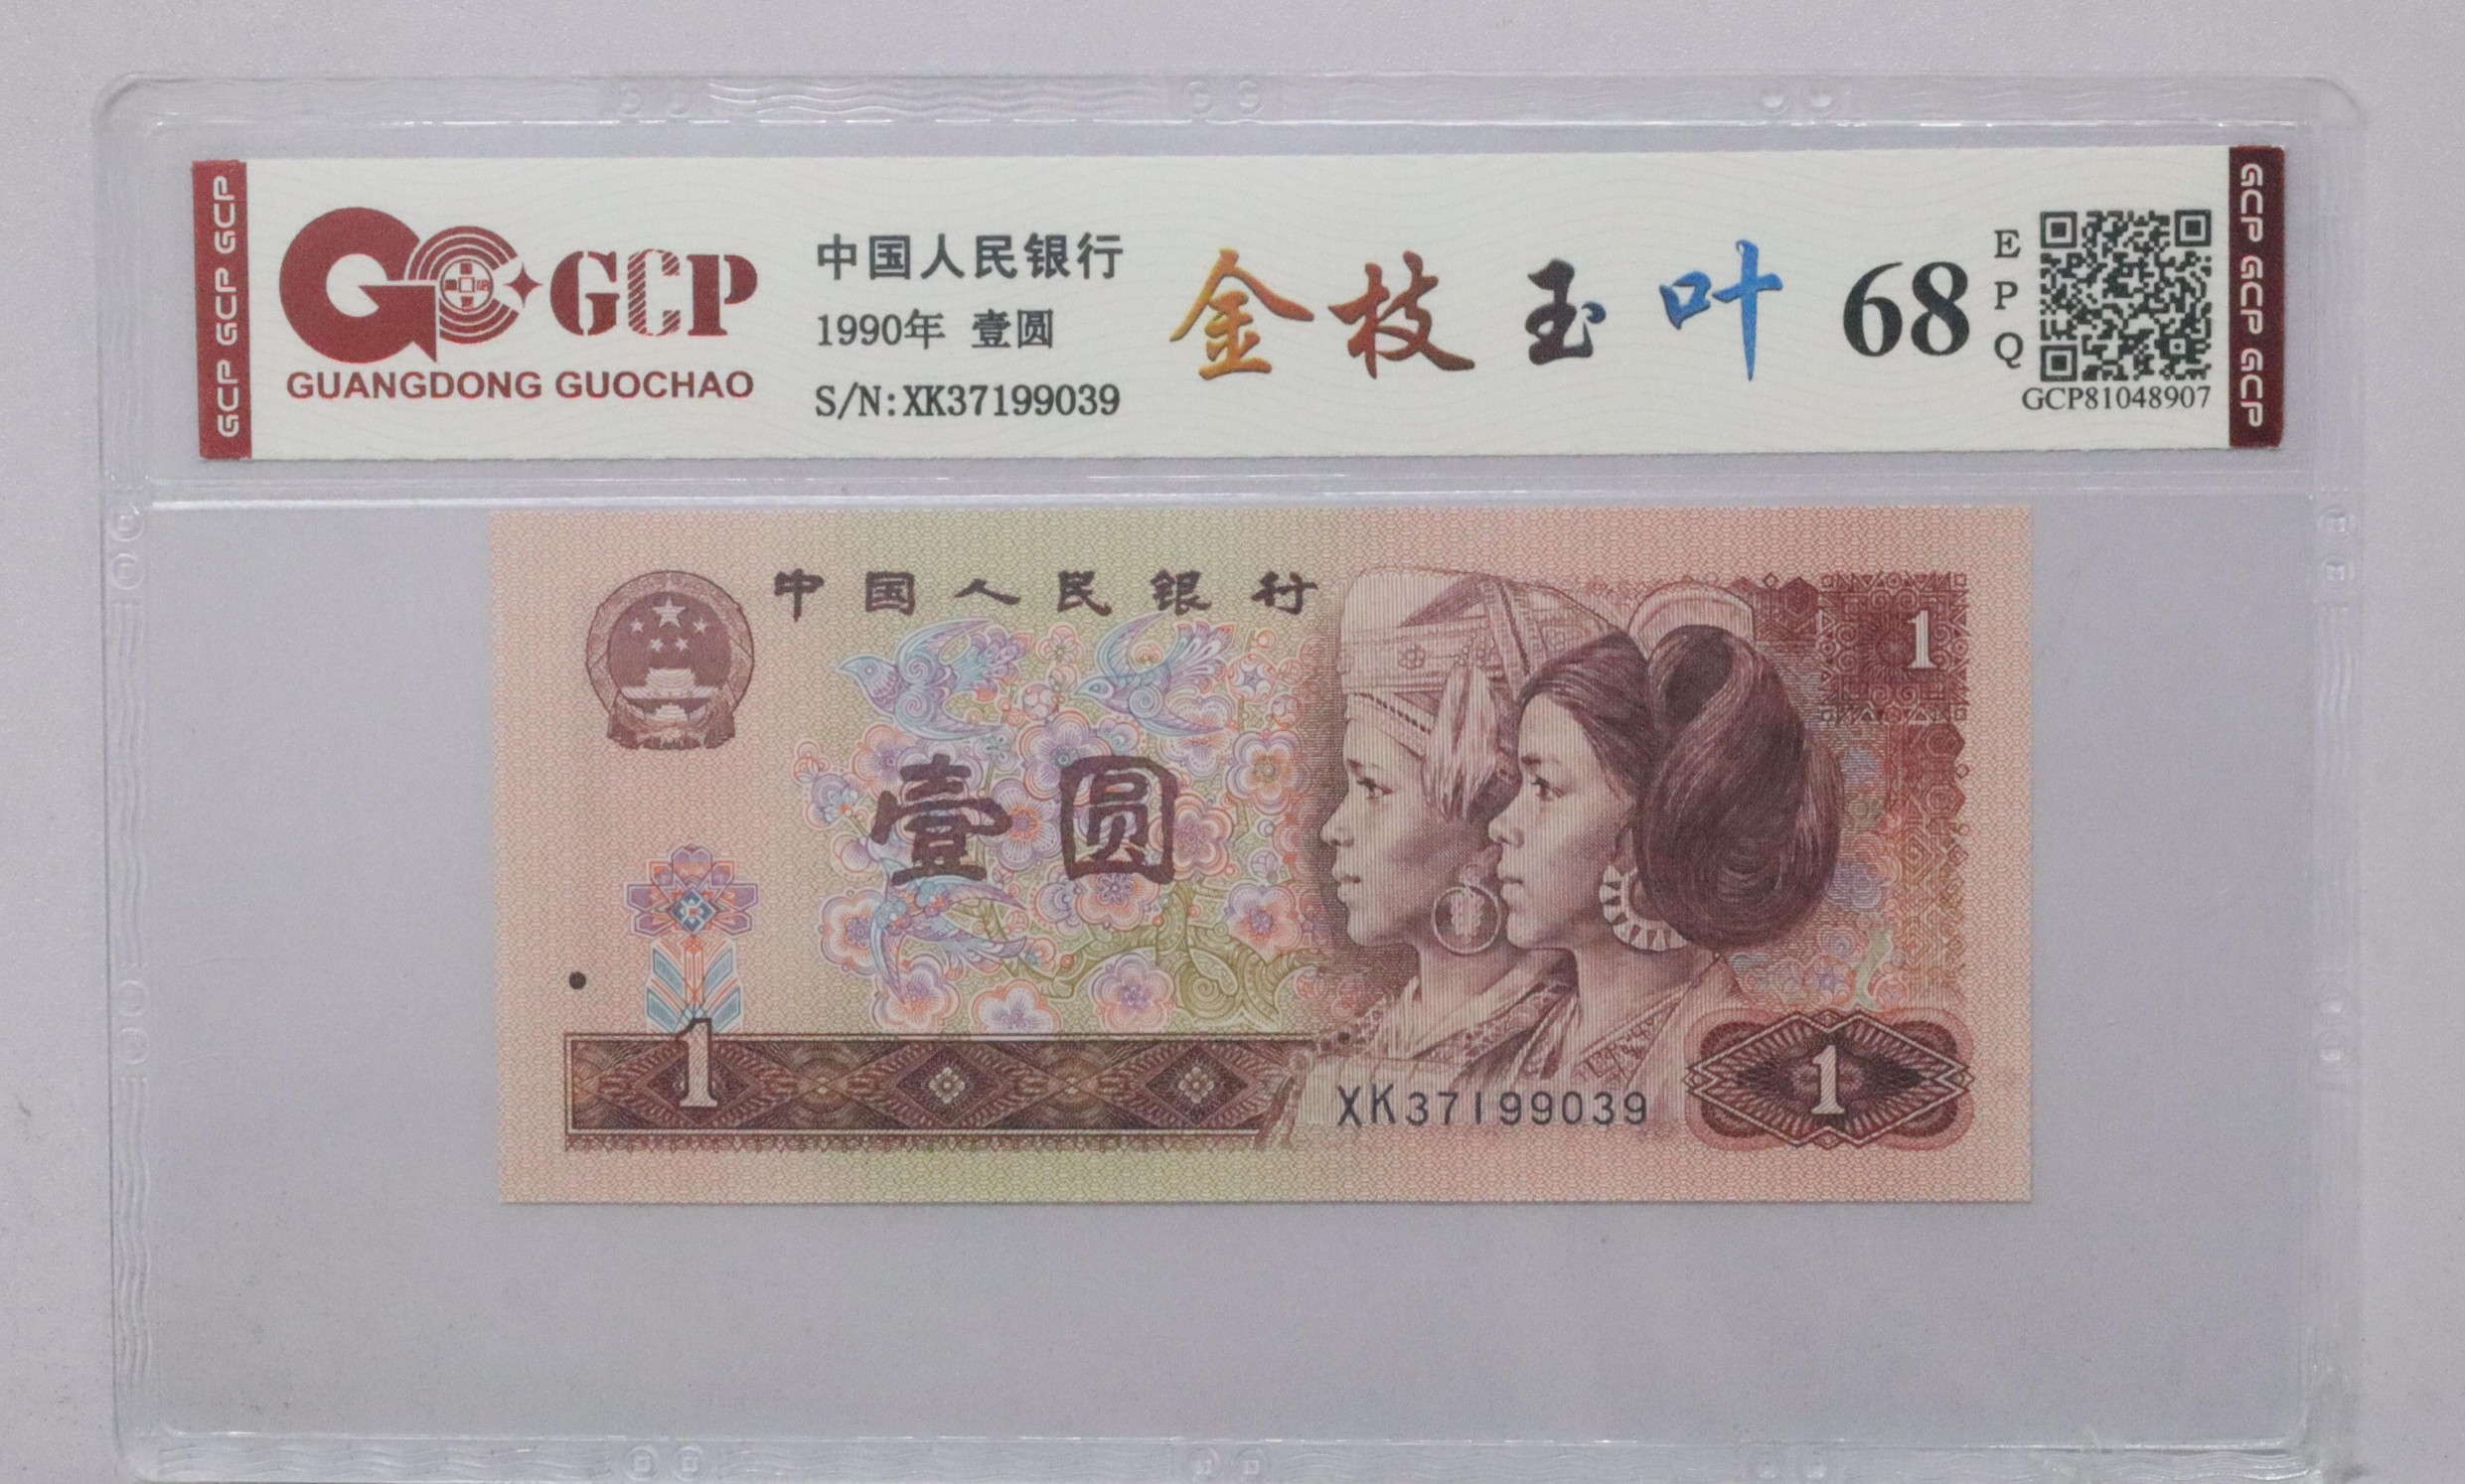 GCP GCP GCP
GCP
GUANGDONG GUOCHAO
中国人民银行
1990年 壹圆
S/N:XK37199039
金枝玉叶
68
E
P
Q
GCP81048907
GCP GCP GCP
中国人民银行
1
壹圆
1
XK37199039
1